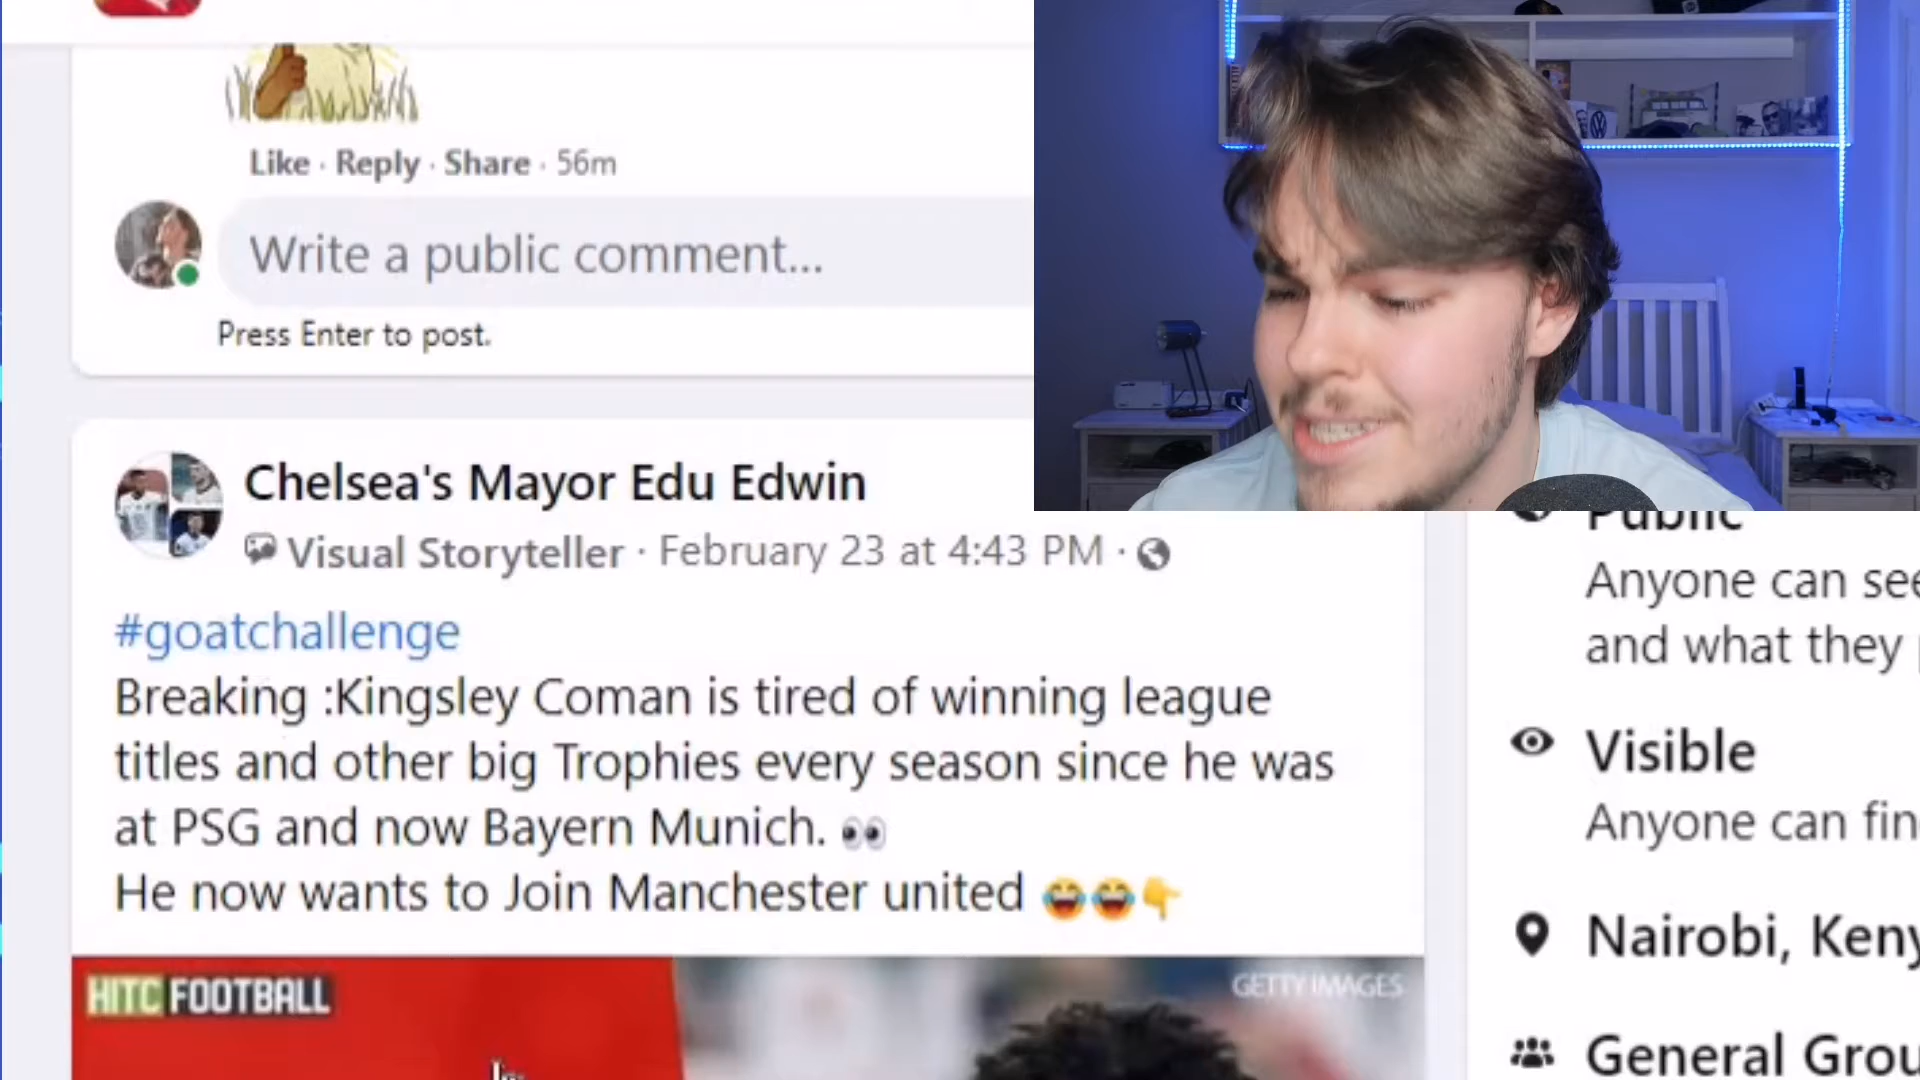 Like · Reply · Share · 56m
Write a public comment...
Press Enter to post.
Chelsea's Mayor Edu Edwin
Visual Storyteller · February 23 at 4:43 PM ·
#goatchallenge
Breaking :Kingsley Coman is tired of winning league
titles and other big Trophies every season since he was
at PSG and now Bayern Munich. 👀
He now wants to Join Manchester united 😂😂👇
HITC FOOTBALL
GETTY IMAGES
Public
Anyone can see
and what they
Visible
Anyone can fin
Nairobi, Keny
General Grou